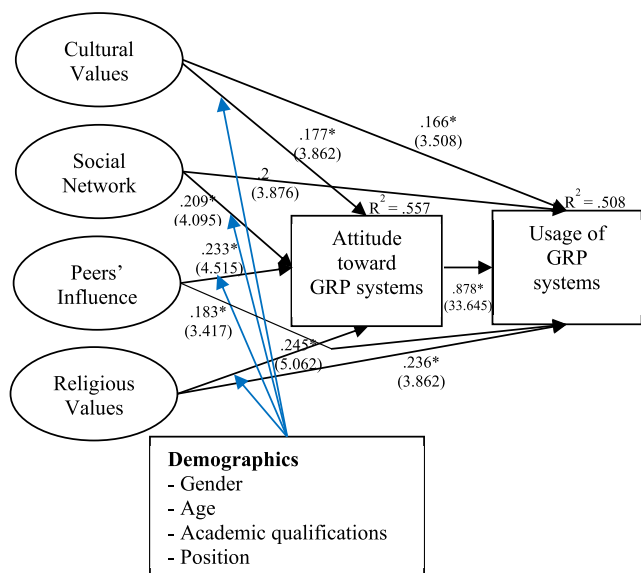 Cultural
Values
.166*
(3.508)
.177*
(3.862)
Social
Network
.2
(3.876)
.209*
(4.095)
R² = .557
R² = .508
Attitude
toward
GRP systems
Usage of
GRP
systems
.233*
(4.515)
Peers'
Influence
.878*
(33.645)
.183*
(3.417)
.245*
(5.062)
.236*
(3.862)
Religious
Values
Demographics
- Gender
- Age
- Academic qualifications
- Position